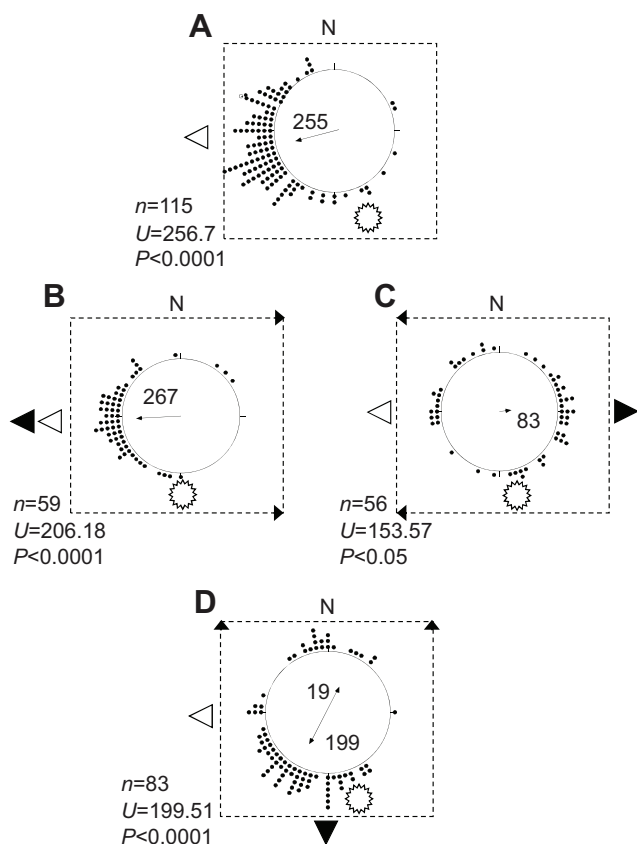 A
N
255
n=115
U=256.7
P<0.0001
B
N
267
n=59
U=206.18
P<0.0001
C
N
83
n=56
U=153.57
P<0.05
D
N
19
199
n=83
U=199.51
P<0.0001